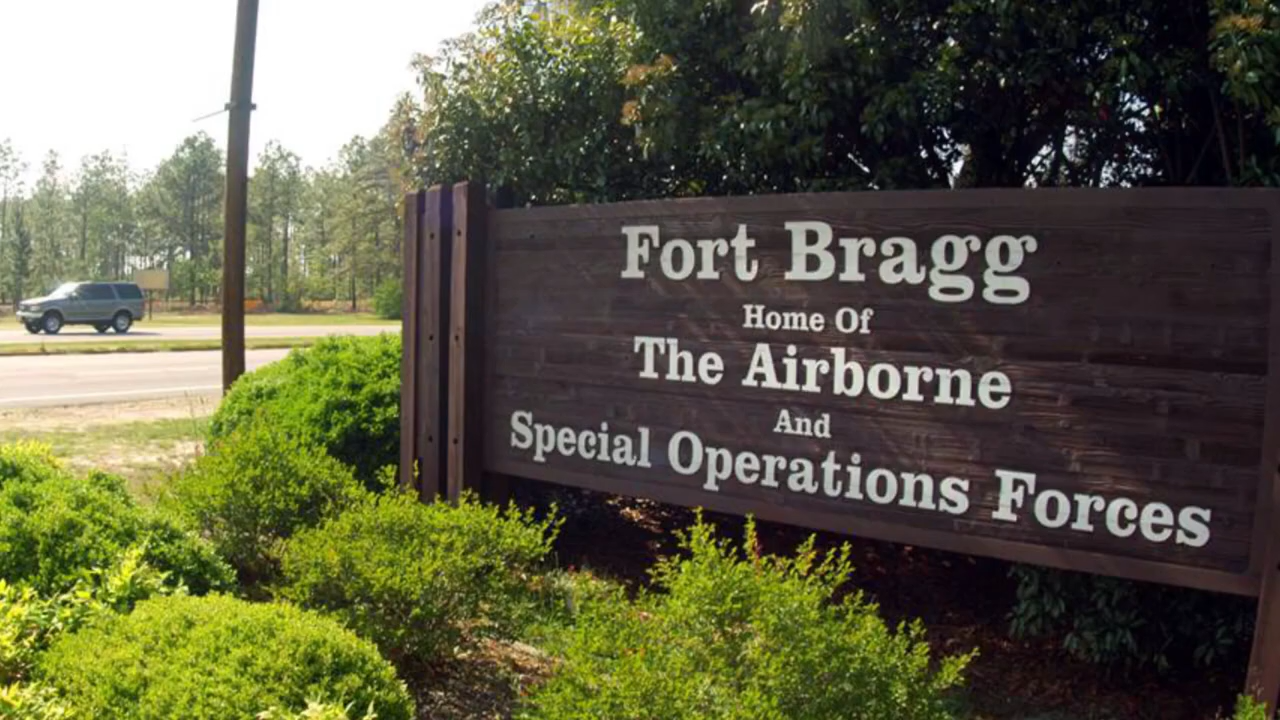 Fort Bragg
Home Of
The Airborne
And
Special Operations Forces